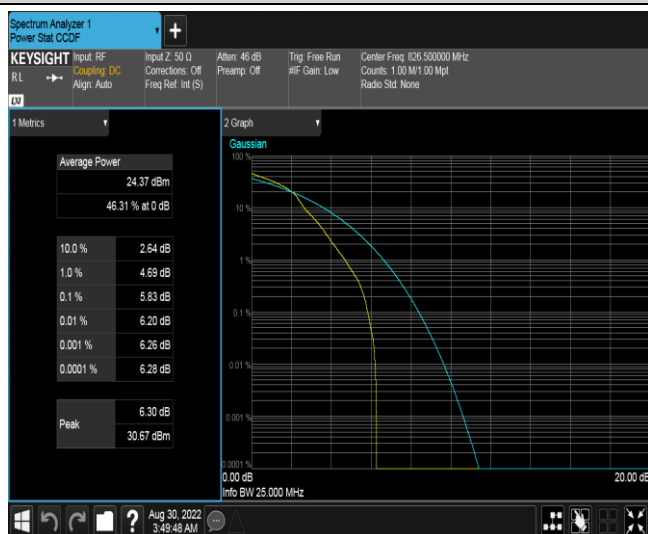 Spectrum Analyzer 1
Power Stat CCDF
KEYSIGHT
RL
LXI
Input: RF
Coupling: DC
Align: Auto
Input Z: 50 Ω
Corrections: Off
Freq Ref: Int (S)
Atten: 46 dB
Preamp: Off
Trig: Free Run
#IF Gain: Low
Center Freq: 826.500000 MHz
Counts: 1.00 M/1.00 Mpt
Radio Std: None
1 Metrics
Average Power
24.37 dBm
46.31 % at 0 dB
10.0 % 2.64 dB
1.0 % 4.69 dB
0.1 % 5.83 dB
0.01 % 6.20 dB
0.001 % 6.26 dB
0.0001 % 6.28 dB
Peak
6.30 dB
30.67 dBm
2 Graph
Gaussian
100 %
10 %
1 %
0.1 %
0.01 %
0.001 %
0.0001 %
0.00 dB 20.00 dB
Info BW 25.000 MHz
Aug 30, 2022
3:49:48 AM